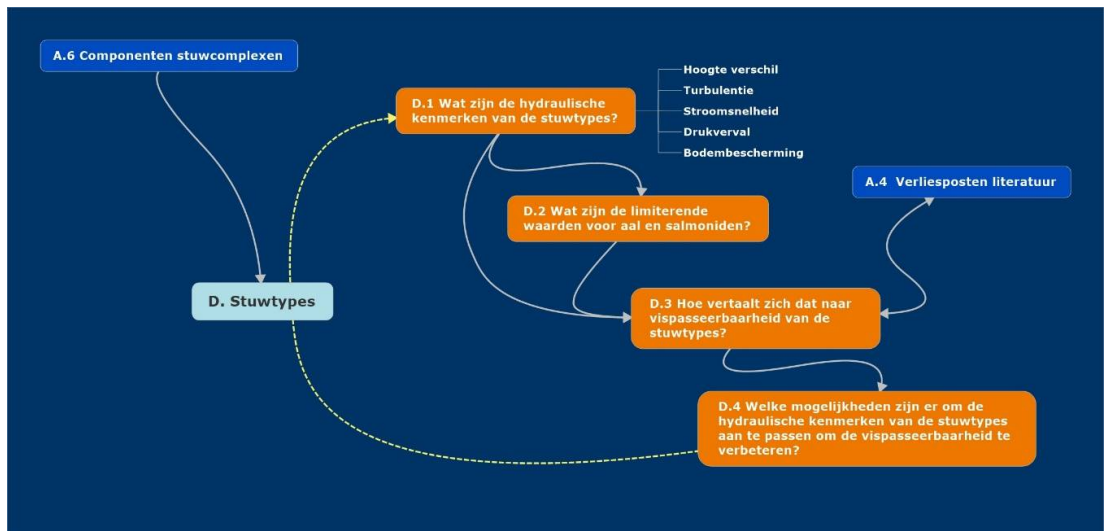 A.6 Componenten stuwcomplexen
D.1 Wat zijn de hydraulische
kenmerken van de stuwtypes?
Hoogte verschil
Turbulentie
Stroomsnelheid
Drukverval
Bodembescherming
A.4 Verliesposten literatuur
D.2 Wat zijn de limiterende
waarden voor aal en salmoniden?
D. Stuwtypes
D.3 Hoe vertaalt zich dat naar
vispasseerbaarheid van de
stuwtypes?
D.4 Welke mogelijkheden zijn er om de
hydraulische kenmerken van de stuwtypes
aan te passen om de vispasseerbaarheid te
verbeteren?